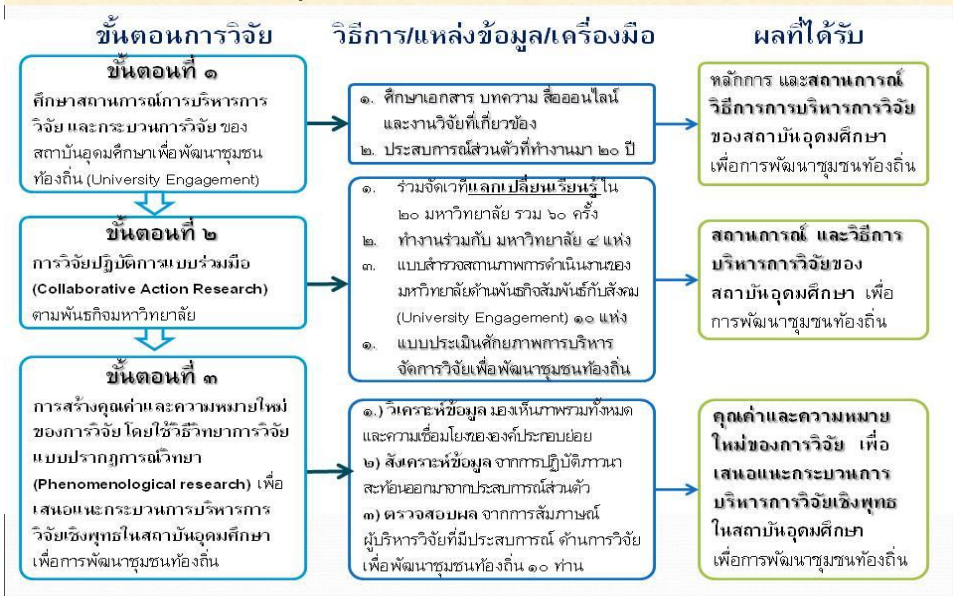 ขั้นตอนการวิจัย
วิธีการ/แหล่งข้อมูล/เครื่องมือ
ผลที่ได้รับ
ขั้นตอนที่ ๑
ศึกษาสถานการณ์การบริหารการ
วิจัย และกระบวนการวิจัย ของ
สถาบันอุดมศึกษาเพื่อพัฒนาชุมชน
ท้องถิ่น (University Engagement)
๑. ศึกษาเอกสาร บทความ สื่อออนไลน์
และงานวิจัยที่เกี่ยวข้อง
๒. ประสบการณ์ส่วนตัวที่ทำงานมา ๒๐ ปี
หลักการ และสถานการณ์
วิธีการการบริหารการวิจัย
ของสถาบันอุดมศึกษา
เพื่อการพัฒนาชุมชนท้องถิ่น
ขั้นตอนที่ ๒
การวิจัยปฏิบัติการแบบร่วมมือ
(Collaborative Action Research)
ตามพันธกิจมหาวิทยาลัย
๑. ร่วมจัดเวทีแลกเปลี่ยนเรียนรู้ ใน
๒๐ มหาวิทยาลัย รวม ๖๐ ครั้ง
๒. ทำงานร่วมกับ มหาวิทยาลัย ๔ แห่ง
๓. แบบสำรวจสถานภาพการดำเนินงานของ
มหาวิทยาลัยด้านพันธกิจสัมพันธ์กับสังคม
(University Engagement) ๑๐ แห่ง
๑. แบบประเมินศักยภาพการบริหาร
จัดการวิจัยเพื่อพัฒนาชุมชนท้องถิ่น
สถานการณ์ และวิธีการ
บริหารการวิจัยของ
สถาบันอุดมศึกษา เพื่อ
การพัฒนาชุมชนท้องถิ่น
ขั้นตอนที่ ๓
การสร้างคุณค่าและความหมายใหม่
ของการวิจัย โดยใช้วิธีวิทยาการวิจัย
แบบปรากฏการณ์วิทยา
(Phenomenological research) เพื่อ
เสนอแนะกระบวนการบริหารการ
วิจัยเชิงพุทธในสถาบันอุดมศึกษา
เพื่อการพัฒนาชุมชนท้องถิ่น
๑.) วิเคราะห์ข้อมูล มองเห็นภาพรวมทั้งหมด
และความเชื่อมโยงขององค์ประกอบย่อย
๒) สังเคราะห์ข้อมูล จากการปฏิบัติภาวนา
สะท้อนออกมาจากประสบการณ์ส่วนตัว
๓) ตรวจสอบผล จากการสัมภาษณ์
ผู้บริหารวิจัยที่มีประสบการณ์ ด้านการวิจัย
เพื่อพัฒนาชุมชนท้องถิ่น ๑๐ ท่าน
คุณค่าและความหมาย
ใหม่ของการวิจัย เพื่อ
เสนอแนะกระบวนการ
บริหารการวิจัยเชิงพุทธ
ในสถาบันอุดมศึกษา
เพื่อการพัฒนาชุมชนท้องถิ่น